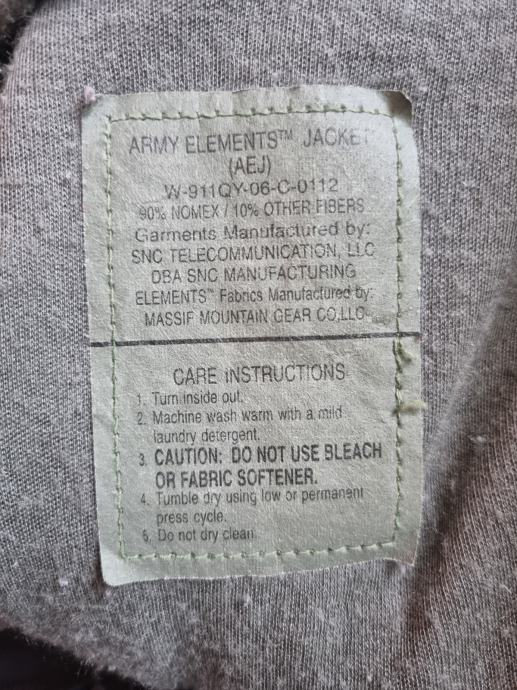 ARMY ELEMENTS™ JACKET
(AEJ)
W-911QY-06-C-0112
90% NOMEX / 10% OTHER FIBERS
Garments Manufactured by:
SNC TELECOMMUNICATION, LLC
DBA SNC MANUFACTURING
ELEMENTS™ Fabrics Manufactured by:
MASSIF MOUNTAIN GEAR CO,LLC
CARE INSTRUCTIONS
1. Turn inside out.
2. Machine wash warm with a mild
laundry detergent.
3. CAUTION: DO NOT USE BLEACH
OR FABRIC SOFTENER.
4. Tumble dry using low or permanent
press cycle.
5. Do not dry clean.